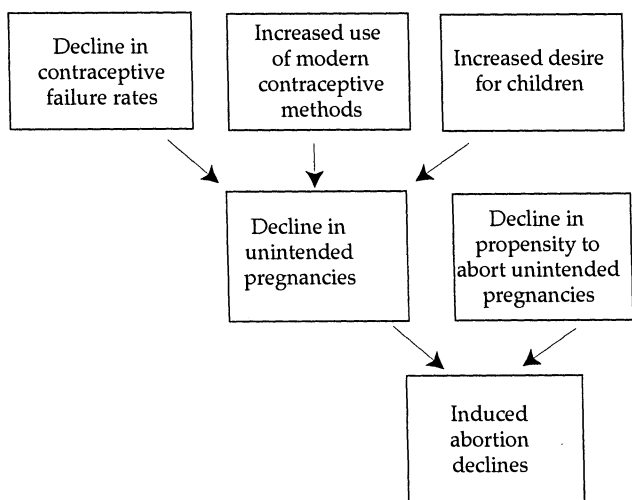 Decline in
contraceptive
failure rates
Increased use
of modern
contraceptive
methods
Increased desire
for children
Decline in
unintended
pregnancies
Decline in
propensity to
abort unintended
pregnancies
Induced
abortion
declines